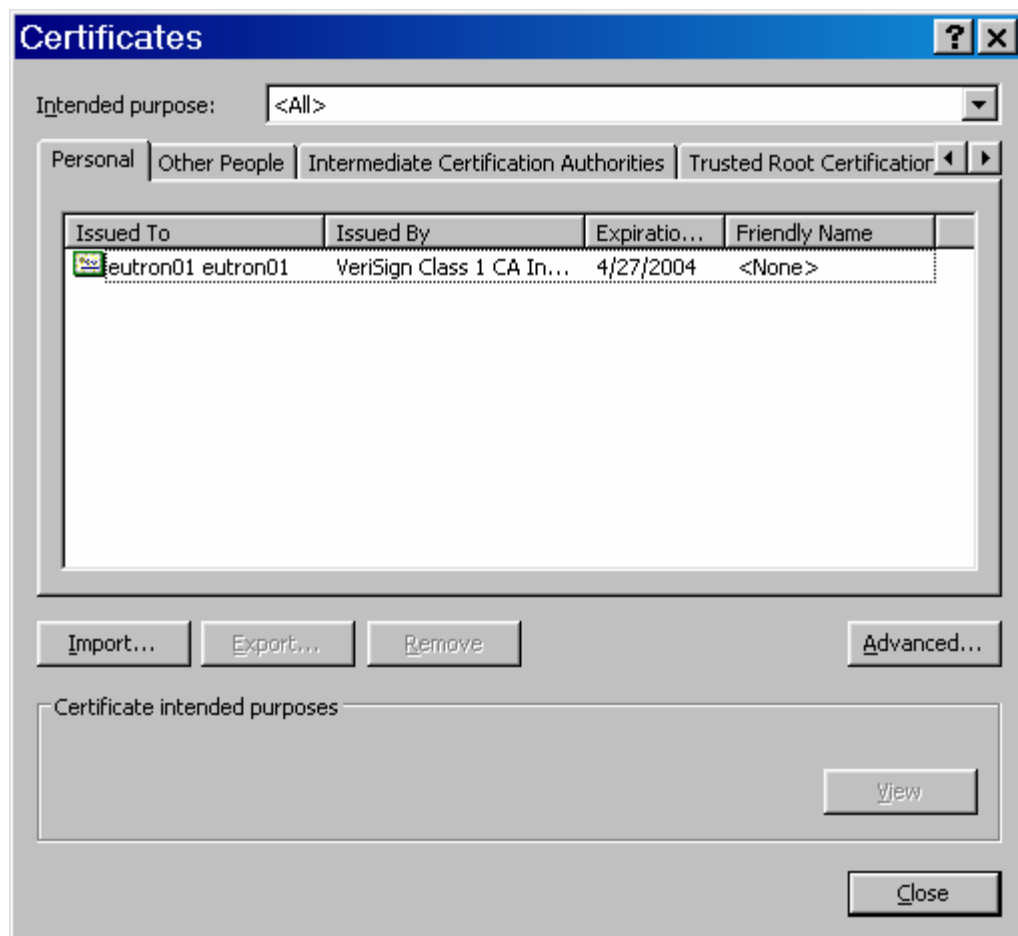 Certificates
Intended purpose: <All>
Personal Other People Intermediate Certification Authorities Trusted Root Certification
Issued To Issued By Expiratio... Friendly Name
eutron01 eutron01 VeriSign Class 1 CA In... 4/27/2004 <None>
Import... Export... Remove Advanced...
Certificate intended purposes
View
Close